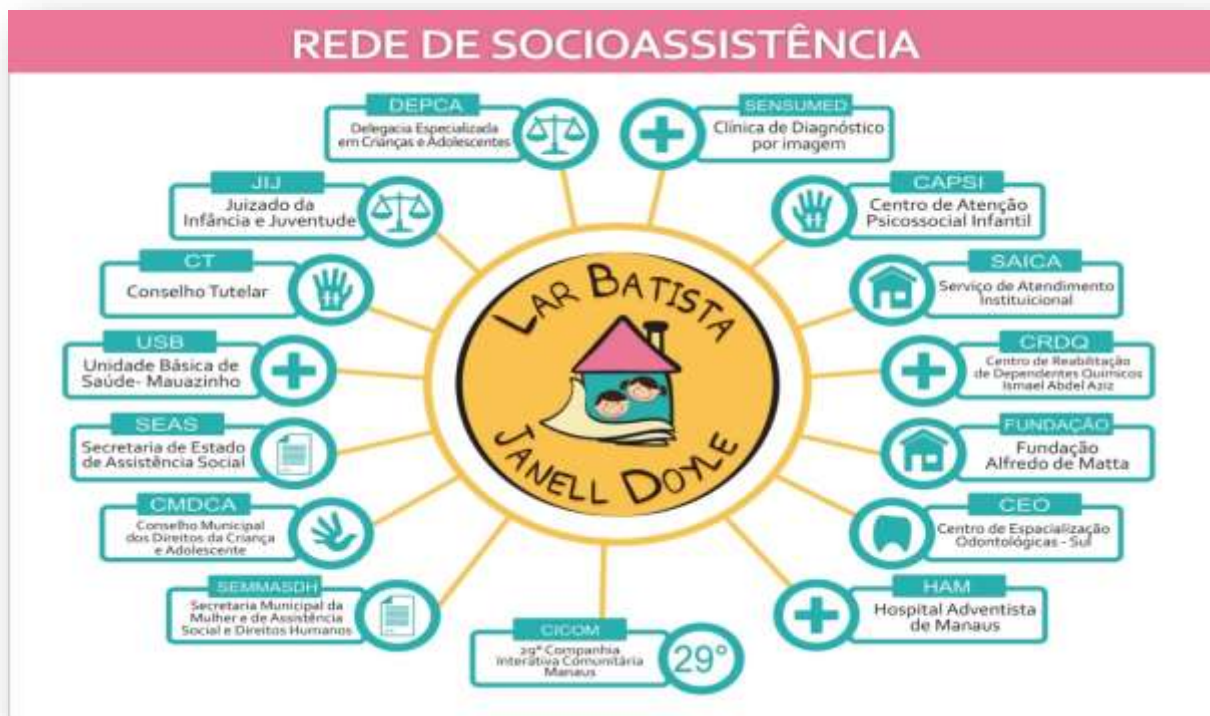 REDE DE SOCIOASSISTÊNCIA
DEPCA
Delegacia Especializada
em Crianças e Adolescentes
SENSUMED
Clínica de Diagnóstico
por imagem
JIJ
Juizado da
Infância e Juventude
CAPSI
Centro de Atenção
Psicossocial Infantil
CT
Conselho Tutelar
SAICA
Serviço de Atendimento
Instituicional
USB
Unidade Básica de
Saúde- Mauazinho
CRDQ
Centro de Reabilitação
de Dependentes Químicos
Ismael Abdel Aziz
SEAS
Secretaria de Estado
de Assistência Social
FUNDAÇÃO
Fundação
Alfredo de Matta
CMDCA
Conselho Municipal
dos Direitos da Criança
e Adolescente
CEO
Centro de Espacialização
Odontológicas - Sul
SEMMASDH
Secretaria Municipal da
Mulher e de Assistência
Social e Direitos Humanos
HAM
Hospital Adventista
de Manaus
CICOM
29ª Companhia
Interativa Comunitária
Manaus
29°
LAR BATISTA
JANELL DOYLE